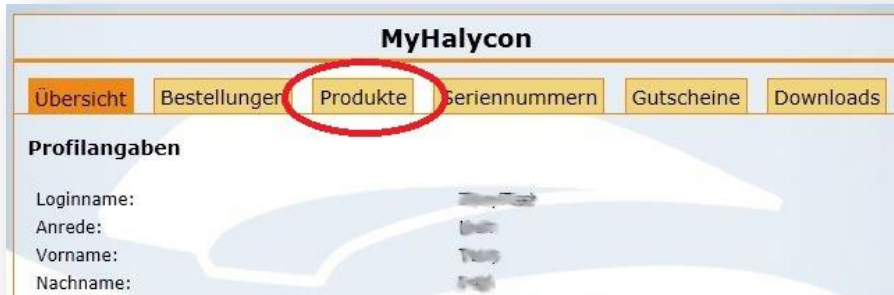 MyHalycon
Übersicht Bestellungen Produkte Seriennummern Gutscheine Downloads
Profilangaben
Loginname:
Anrede:
Vorname:
Nachname: